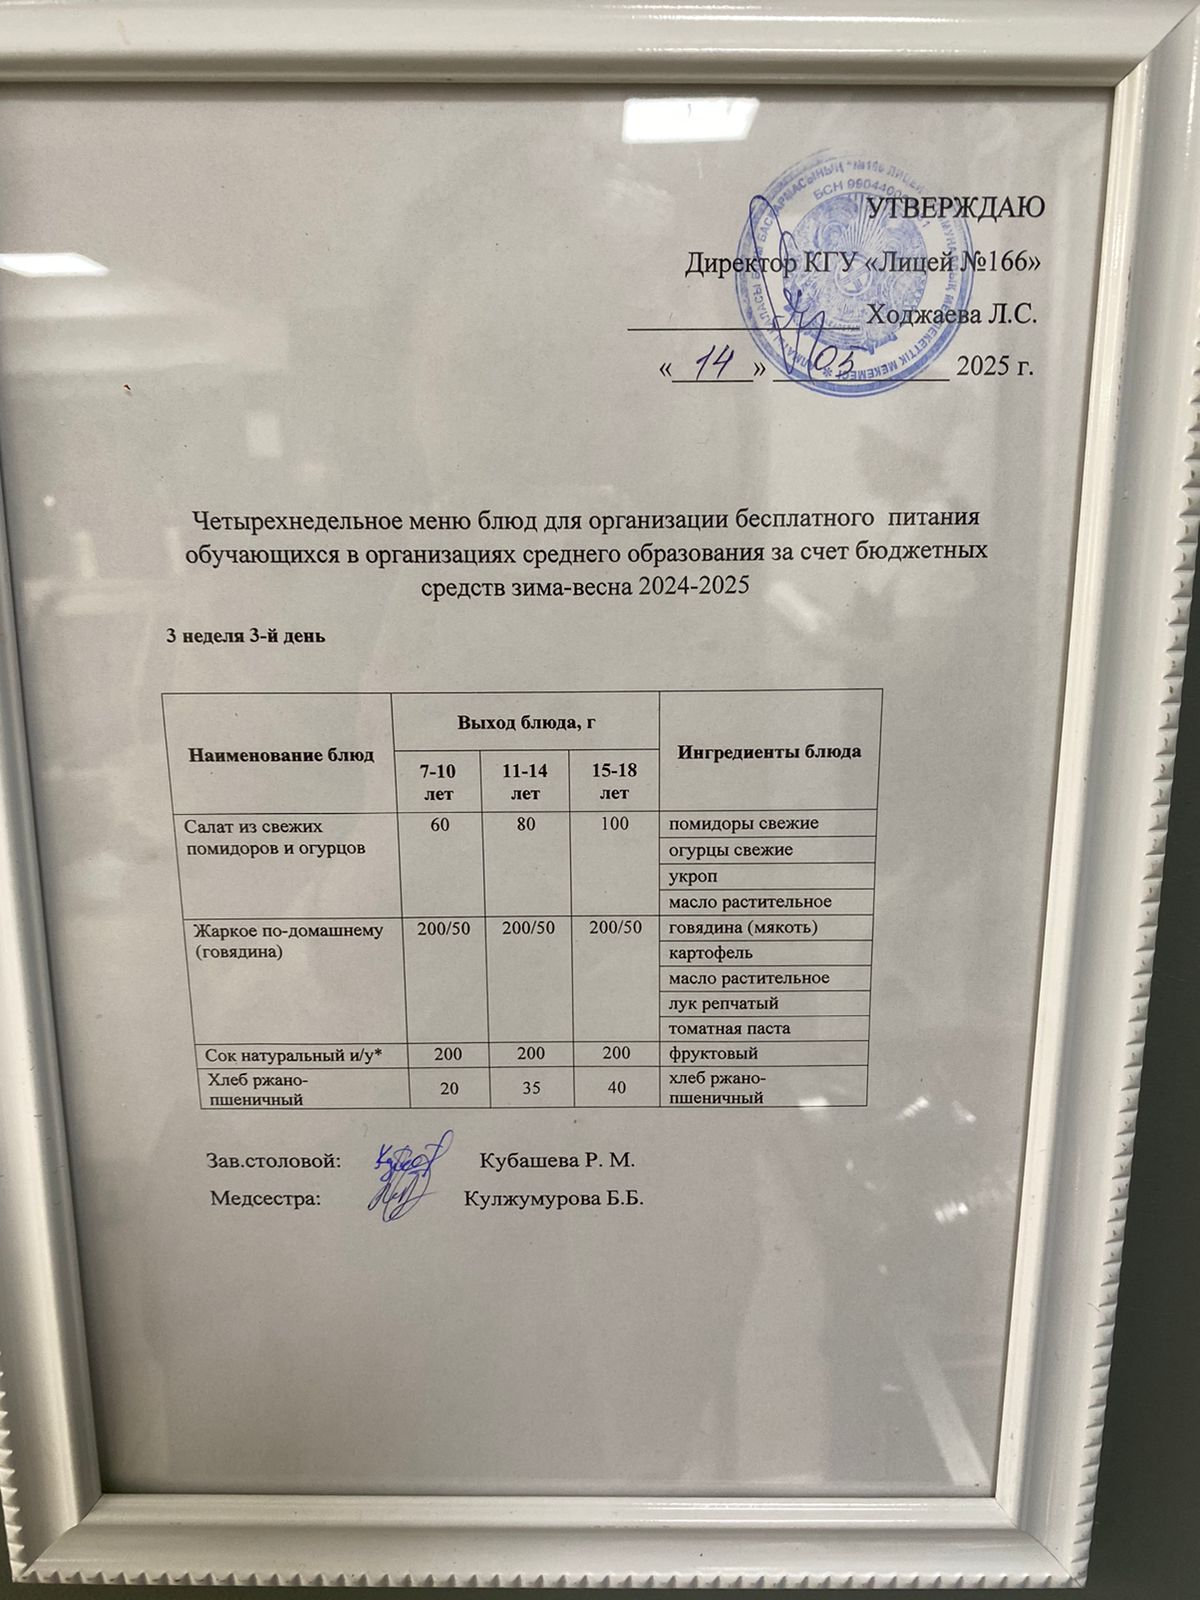 УТВЕРЖДАЮ
Директор КГУ «Лицей №166»
Ходжаева Л.С.
«14» 05 2025 г.
Четырехнедельное меню блюд для организации бесплатного питания
обучающихся в организациях среднего образования за счет бюджетных
средств зима-весна 2024-2025
3 неделя 3-й день
Наименование блюд
Выход блюда, г
Ингредиенты блюда
7-10 11-14 15-18
лет лет лет
Салат из свежих 60 80 100 помидоры свежие
помидоров и огурцов
огурцы свежие
укроп
масло растительное
Жаркое по-домашнему 200/50 200/50 200/50 говядина (мякоть)
(говядина)
картофель
масло растительное
лук репчатый
томатная паста
Сок натуральный и/у* 200 200 200 фруктовый
Хлеб ржано- 20 35 40 хлеб ржано-
пшеничный пшеничный
Зав.столовой: Кубашева Р. М.
Медсестра: Кулжумурова Б.Б.